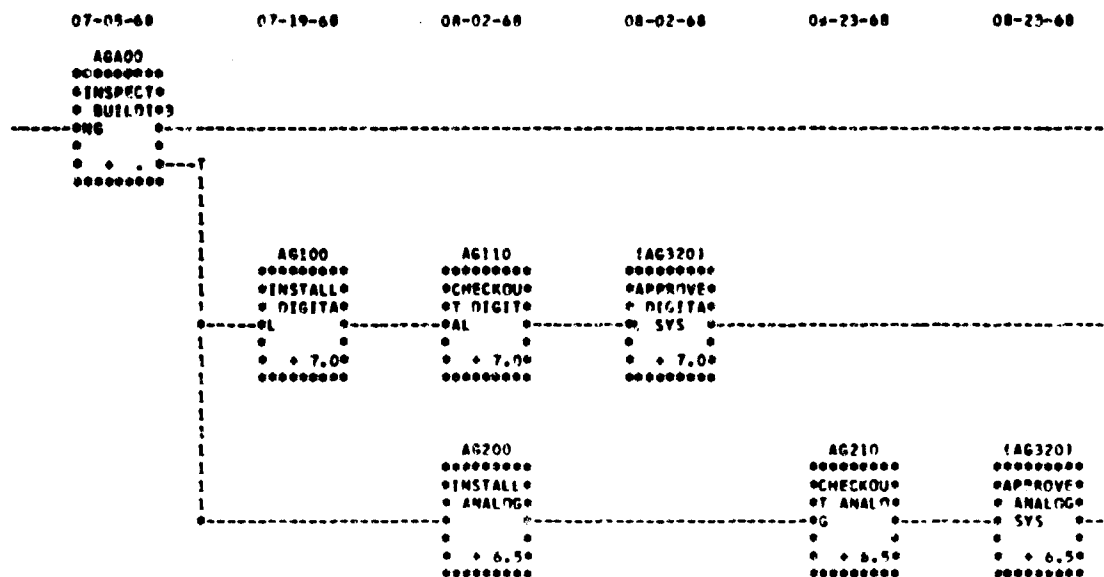 07-05-68 07-19-68 08-02-68 08-02-68 08-23-68 08-23-68
AGA00
INSPECT
BUILDI
NG
+ .
AG100 AG110 (AG320)
INSTALL CHECKOU APPROVE
DIGITA T DIGIT DIGITA
L AL L SYS
+ 7.0 + 7.0 + 7.0
AG200 AG210 (AG320)
INSTALL CHECKOU APPROVE
ANALOG T ANALO ANALOG
G SYS
+ 6.5 + 6.5 + 6.5